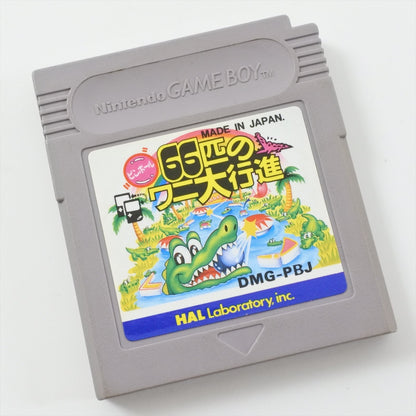 Nintendo GAME BOY™
MADE IN JAPAN.
ピンボール
66匹の
ワニ大行進
DMG-PBJ
HAL Laboratory, inc.